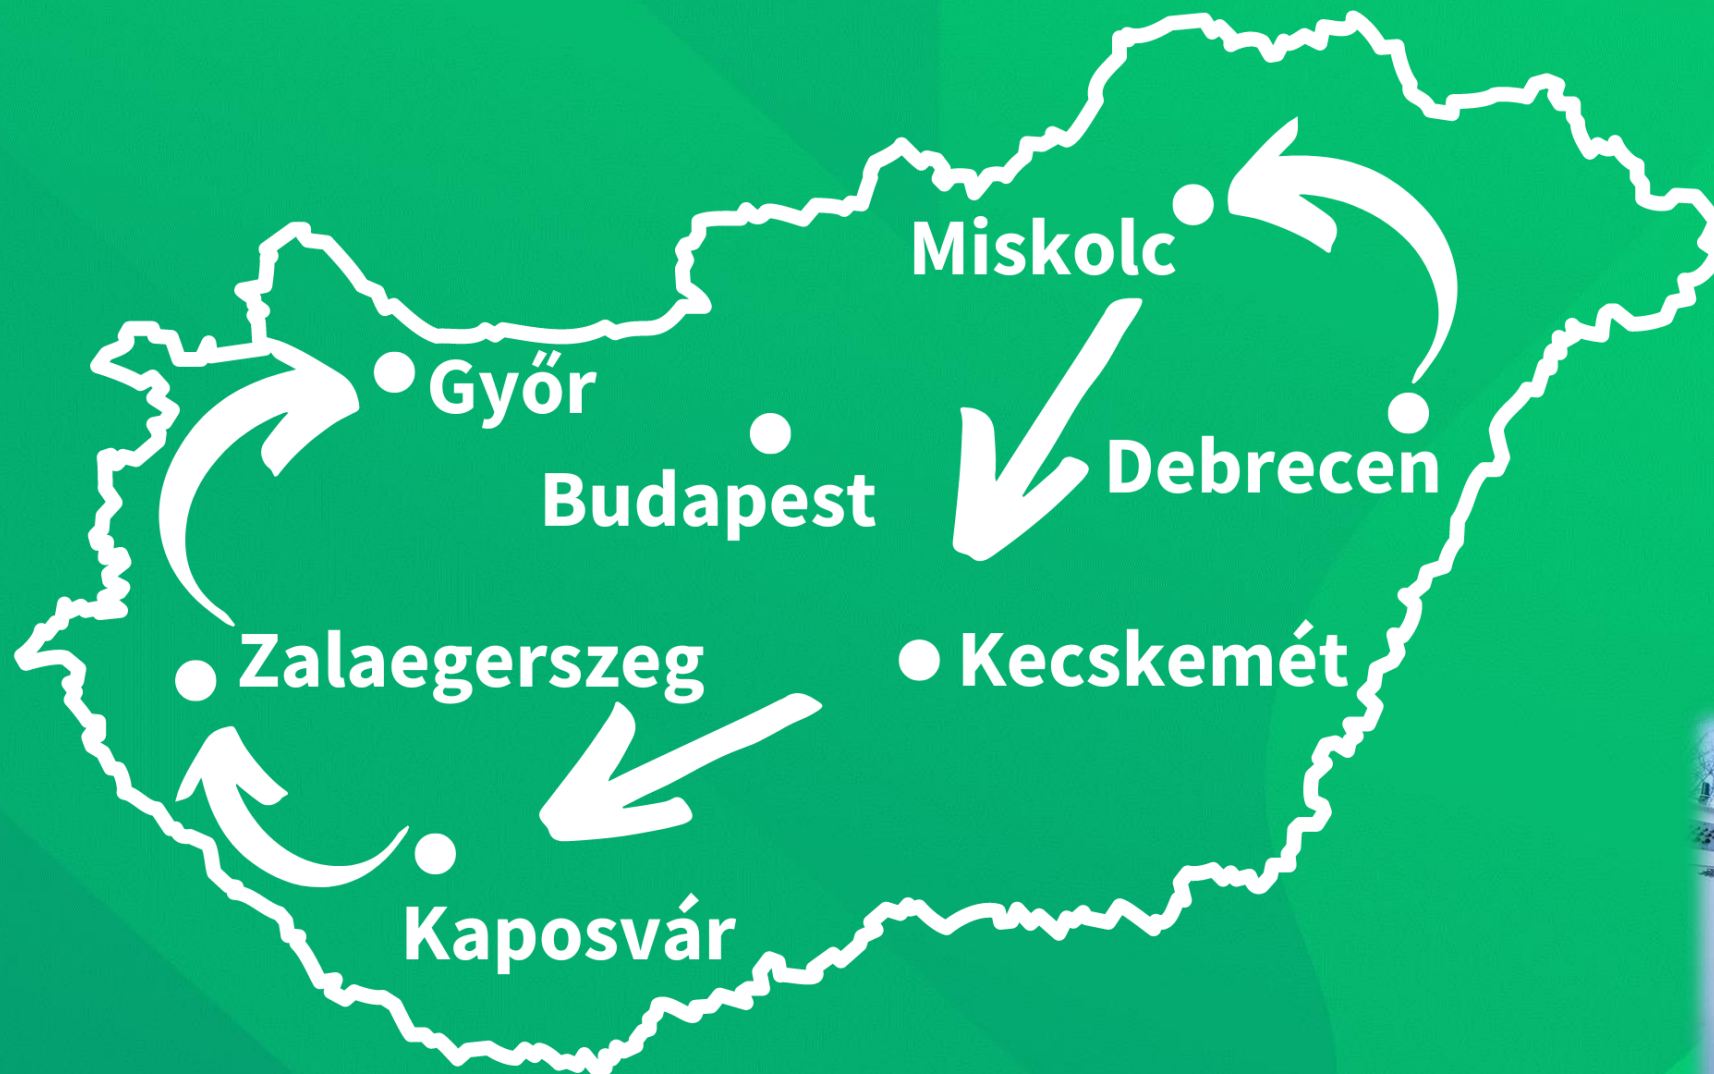 Miskolc
Győr
Debrecen
Budapest
Zalaegerszeg
Kecskemét
Kaposvár